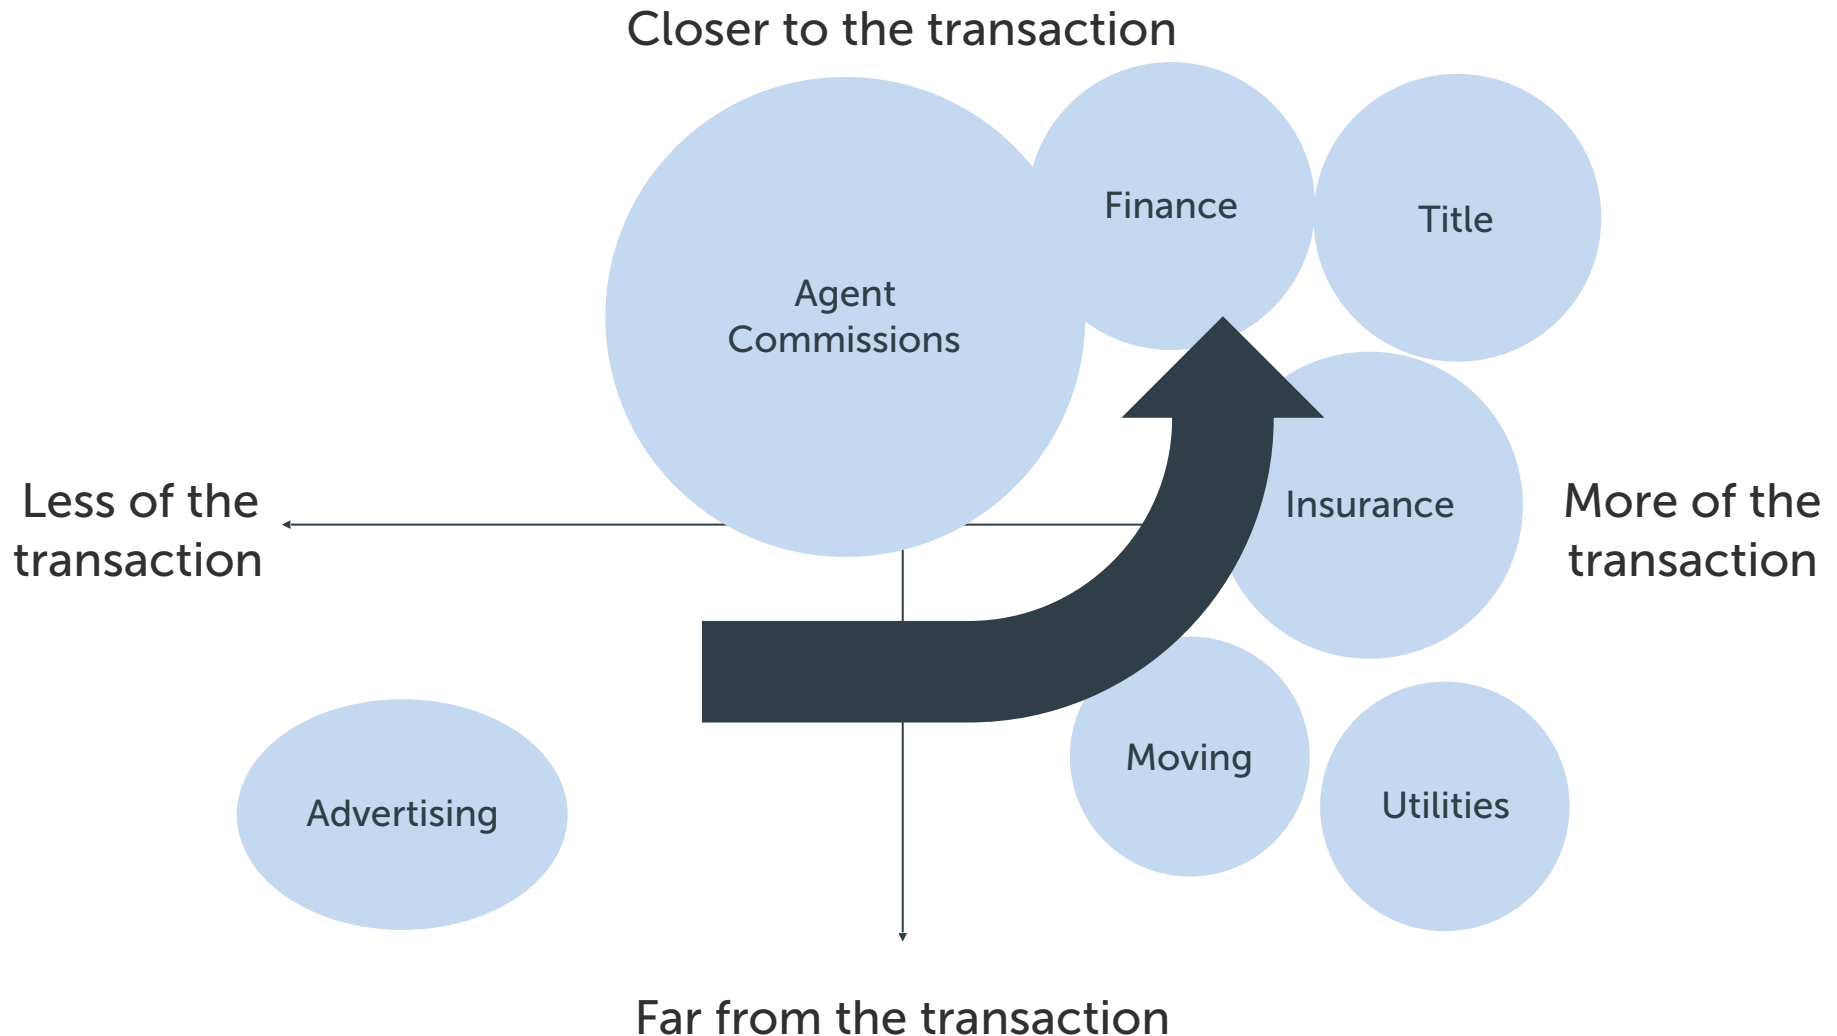 Closer to the transaction
Finance
Title
Agent
Commissions
Less of the
transaction
Insurance
More of the
transaction
Moving
Utilities
Advertising
Far from the transaction